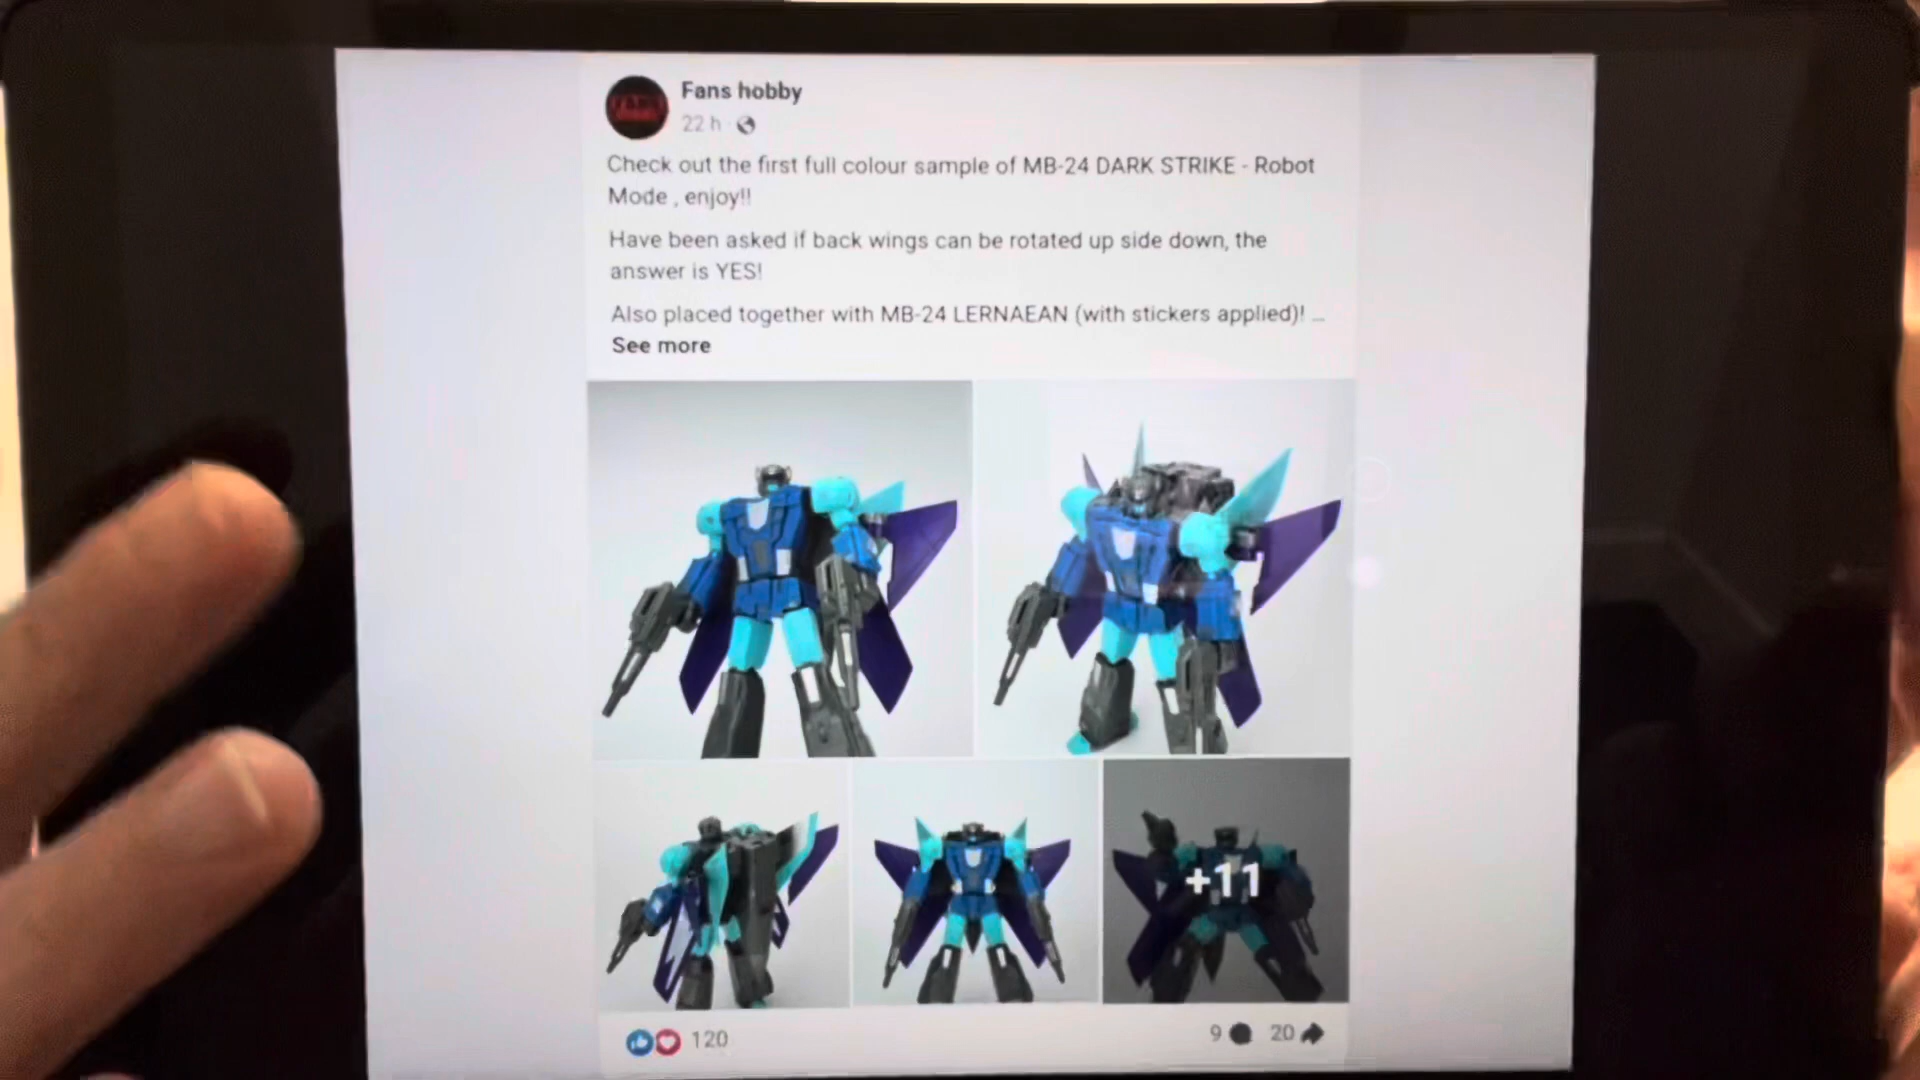 Fans hobby
22 h
Check out the first full colour sample of MB-24 DARK STRIKE - Robot
Mode , enjoy!!
Have been asked if back wings can be rotated up side down, the
answer is YES!
Also placed together with MB-24 LERNAEAN (with stickers applied)! ...
See more
+11
120
9
20